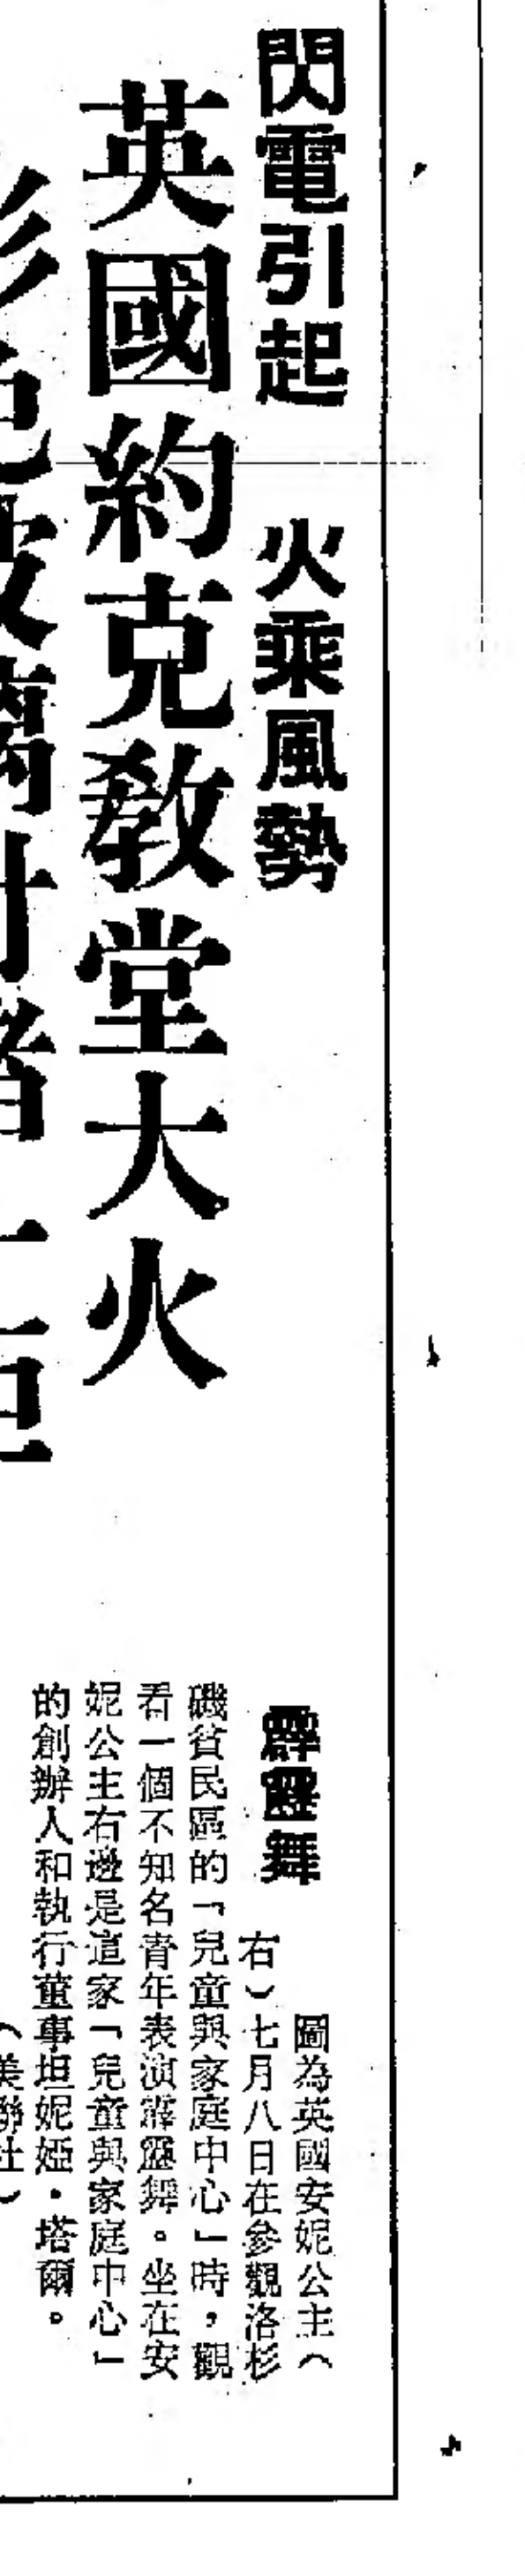 閃電引起 火乘風勢
英國約克教堂大火
霹靂舞
圖為英國安妮公主（
右）七月八日在參觀洛杉
磯貧民區的「兒童與家庭中心」時，觀
看一個不知名青年表演霹靂舞。坐在安
妮公主右邊是這家「兒童與家庭中心」
的創辦人和執行董事坦妮婭・塔爾。
（美聯社）